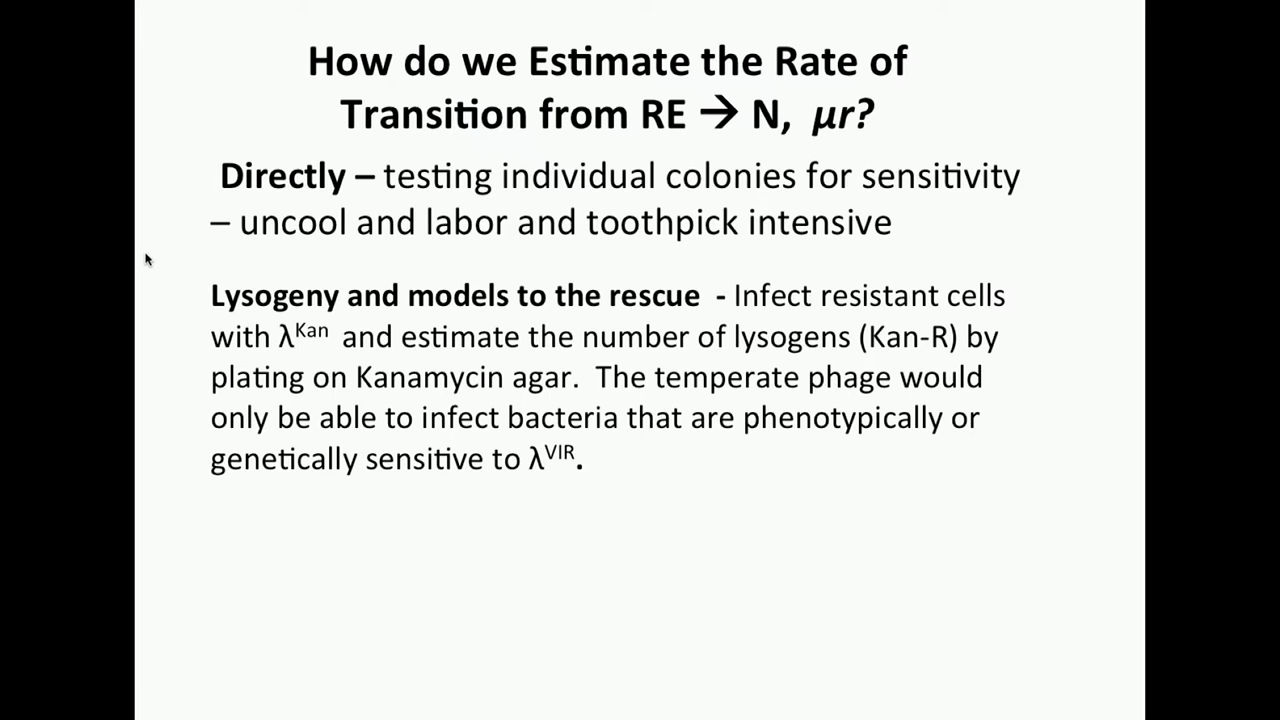 How do we Estimate the Rate of
Transition from RE → N, μr?
Directly – testing individual colonies for sensitivity
– uncool and labor and toothpick intensive
Lysogeny and models to the rescue - Infect resistant cells
with λᴷᵃⁿ and estimate the number of lysogens (Kan-R) by
plating on Kanamycin agar. The temperate phage would
only be able to infect bacteria that are phenotypically or
genetically sensitive to λVIR.